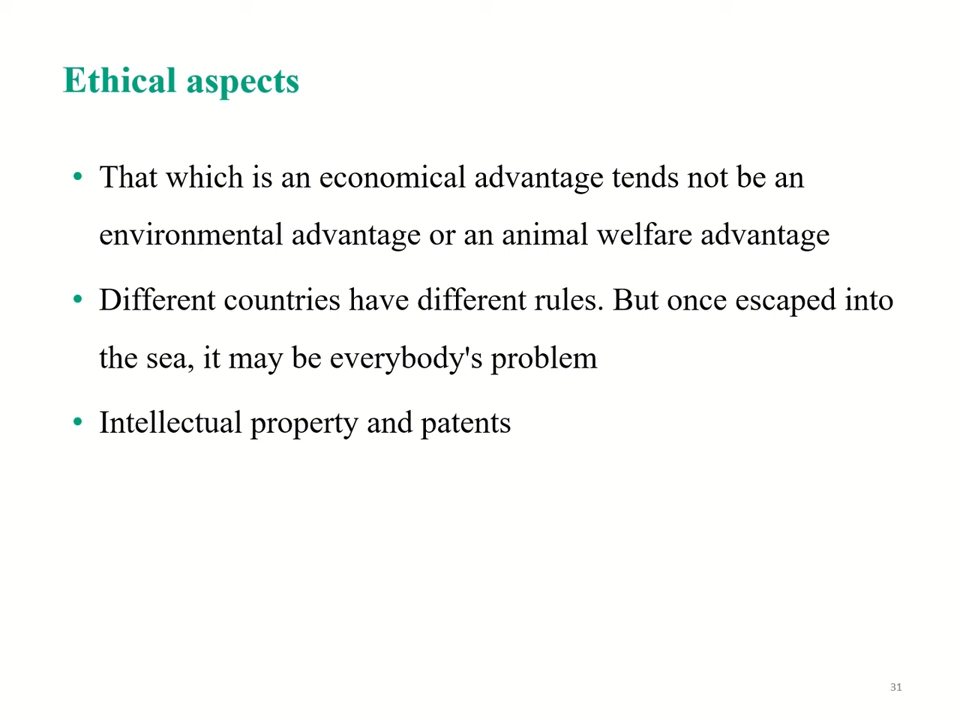 Ethical aspects
• That which is an economical advantage tends not be an
environmental advantage or an animal welfare advantage
• Different countries have different rules. But once escaped into
the sea, it may be everybody's problem
• Intellectual property and patents
31